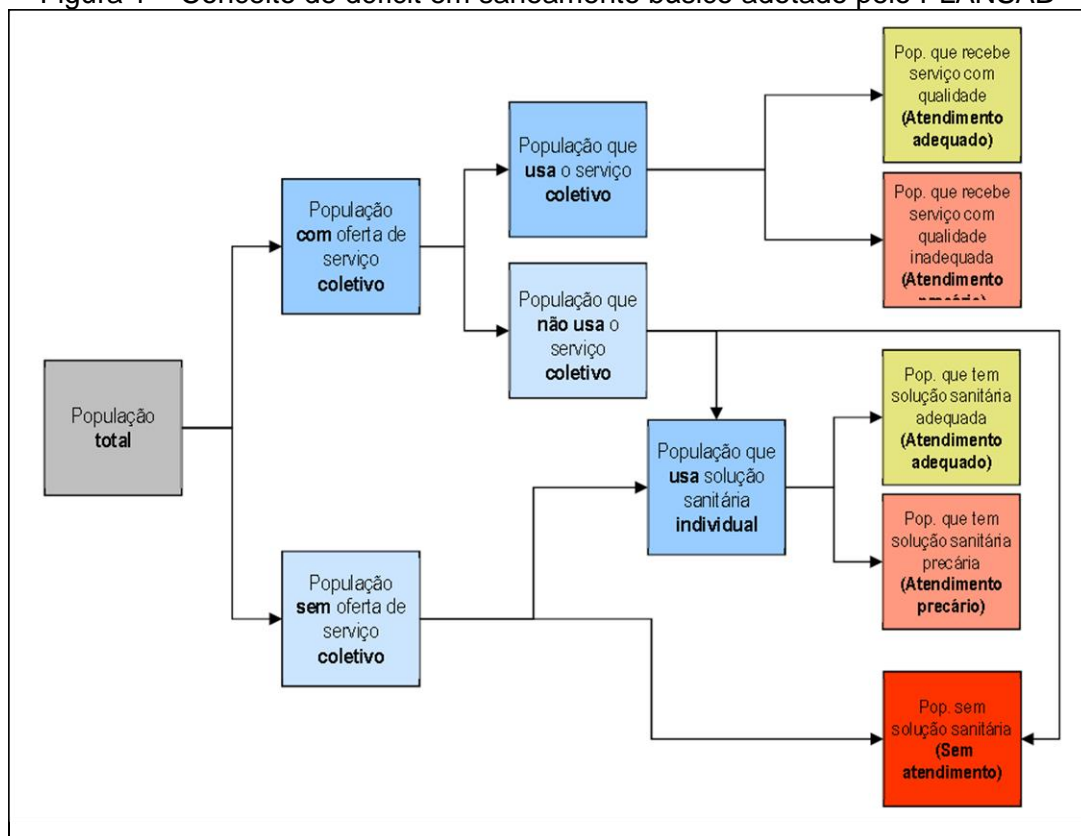 Figura 1 – Conceito de déficit em saneamento básico adotado pelo PLANSAB
Pop. que recebe
serviço com
qualidade
(Atendimento
adequado)
População que
usa o serviço
coletivo
Pop. que recebe
serviço com
qualidade
inadequada
(Atendimento
precário)
População
com oferta de
serviço
coletivo
População que
não usa o
serviço
coletivo
População
total
Pop. que tem
solução sanitária
adequada
(Atendimento
adequado)
População que
usa solução
sanitária
individual
Pop. que tem
solução sanitária
precária
(Atendimento
precário)
População
sem oferta de
serviço
coletivo
Pop. sem
solução sanitária
(Sem
atendimento)